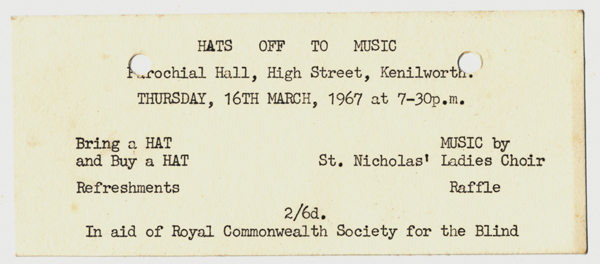 HATS OFF TO MUSIC
Parochial Hall, High Street, Kenilworth.
THURSDAY, 16TH MARCH, 1967 at 7-30p.m.
Bring a HAT
and Buy a HAT
Refreshments
MUSIC by
St. Nicholas' Ladies Choir
Raffle
2/6d.
In aid of Royal Commonwealth Society for the Blind